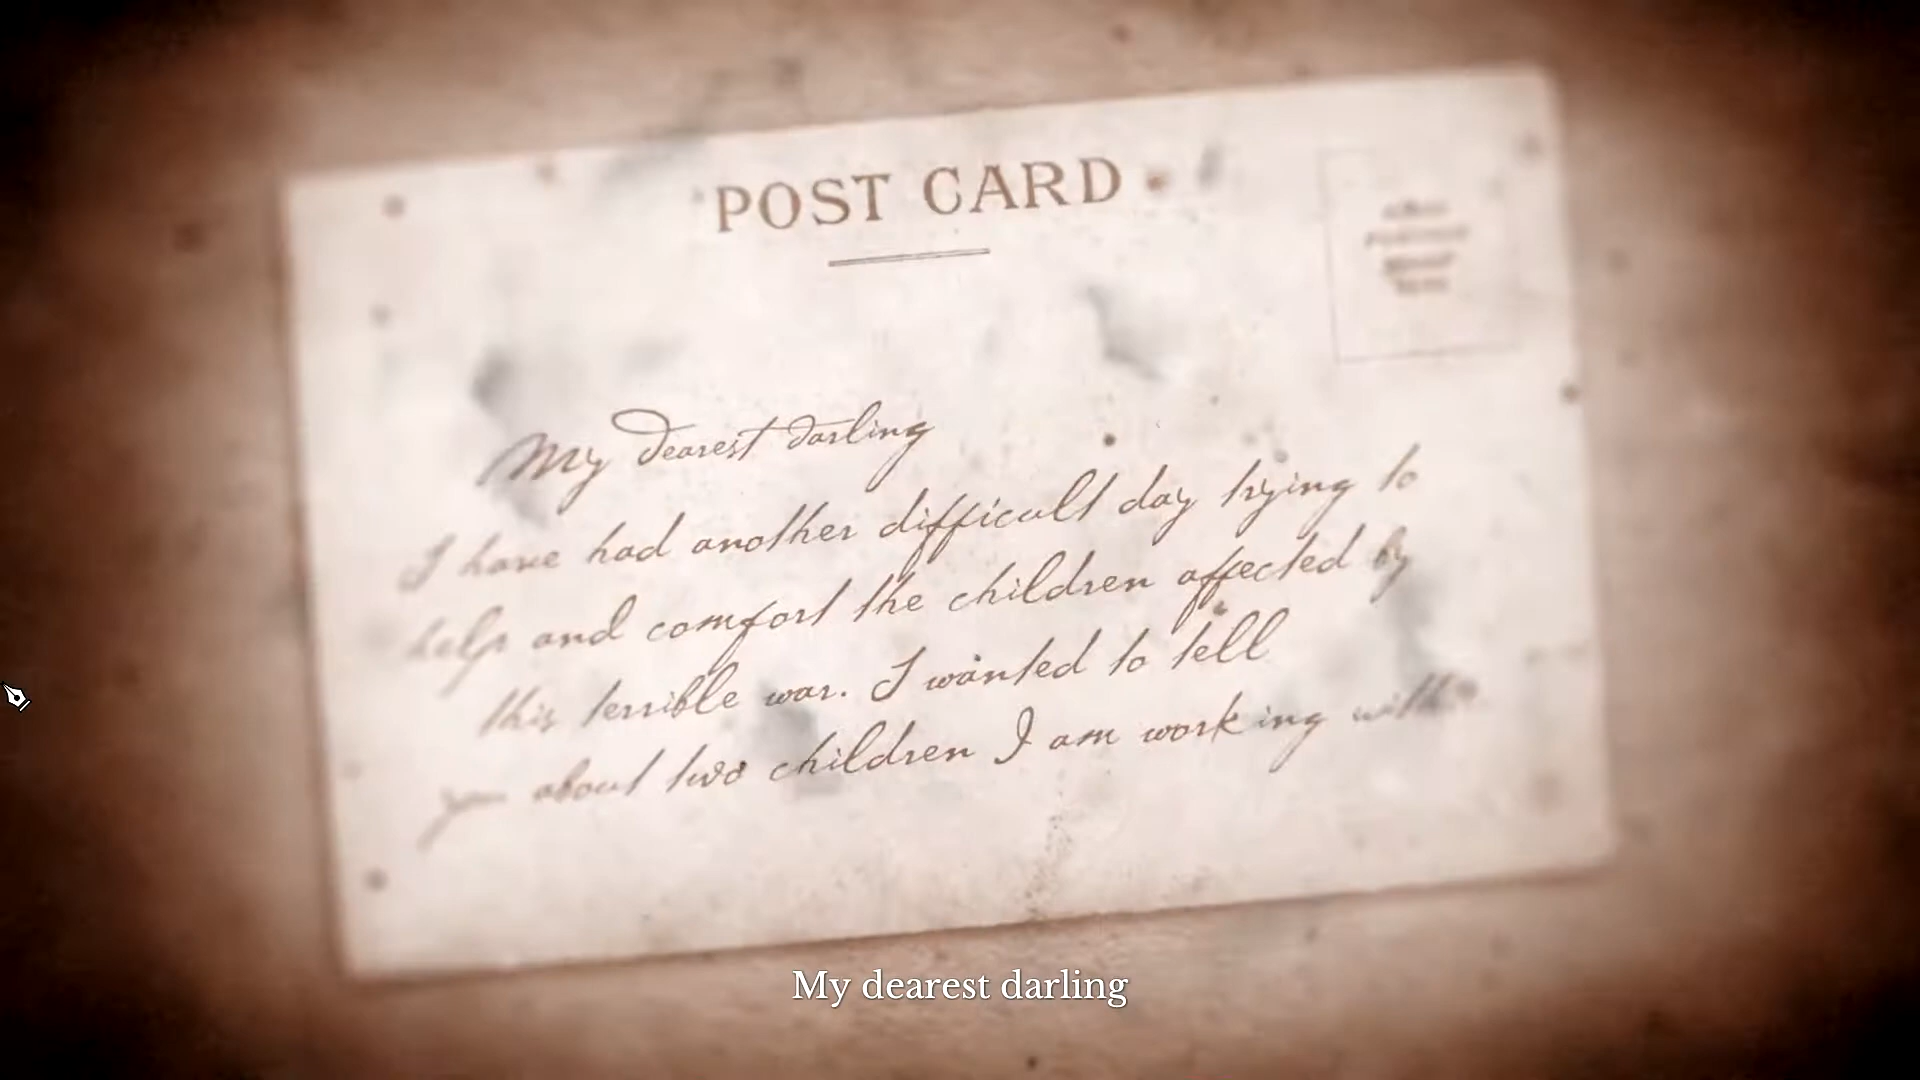 POST CARD
My dearest darling
I have had another difficult day trying to
help and comfort the children affected by
this terrible war. I wanted to tell
you about two children I am working with
My dearest darling